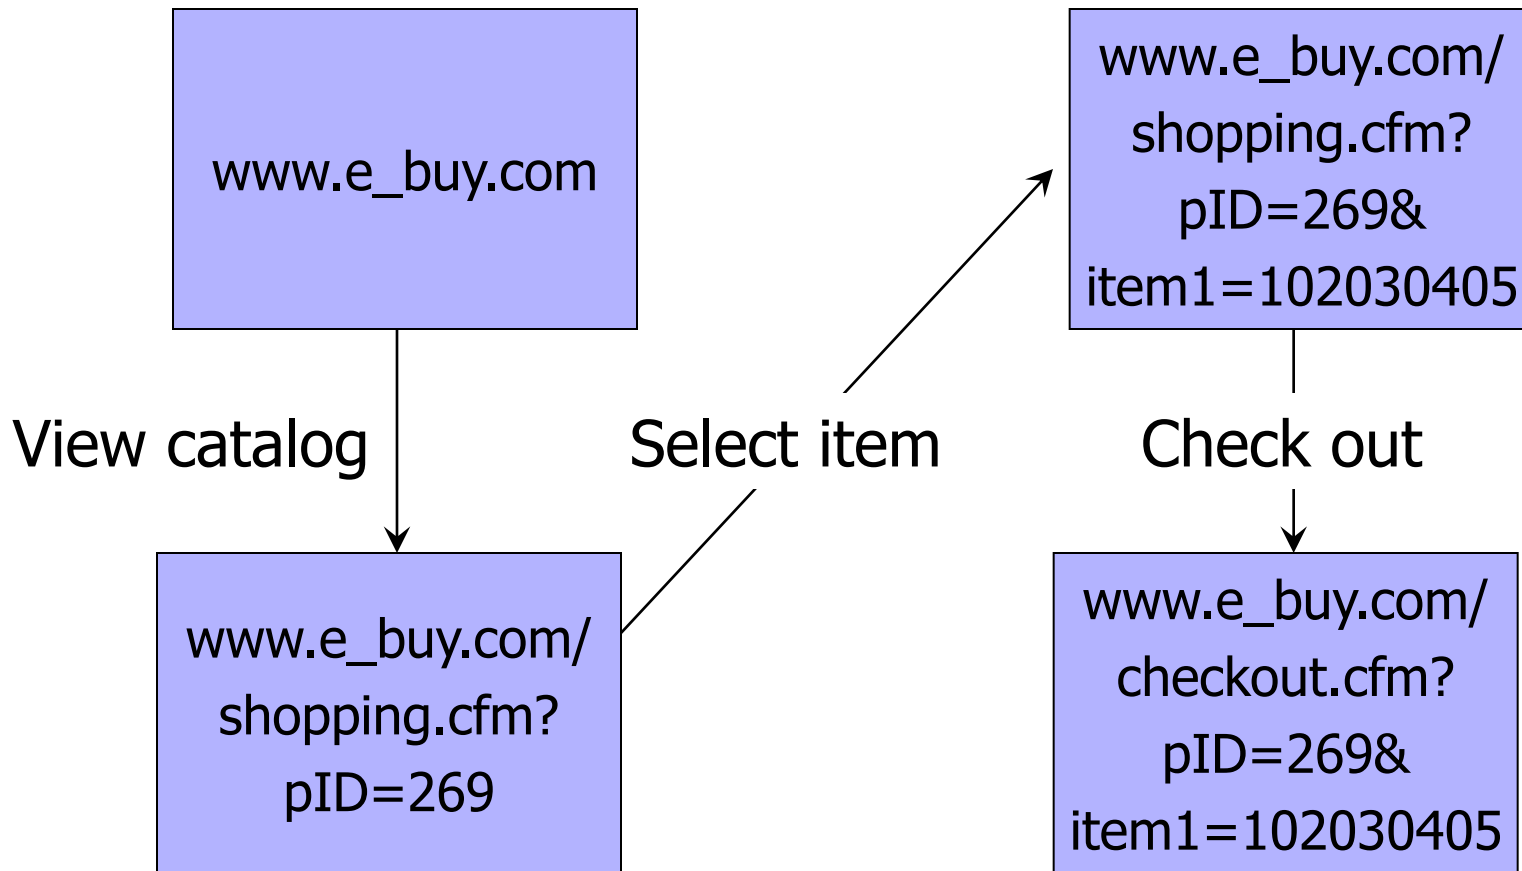 www.e_buy.com
View catalog
www.e_buy.com/
shopping.cfm?
pID=269
Select item
www.e_buy.com/
shopping.cfm?
pID=269&
item1=102030405
Check out
www.e_buy.com/
checkout.cfm?
pID=269&
item1=102030405